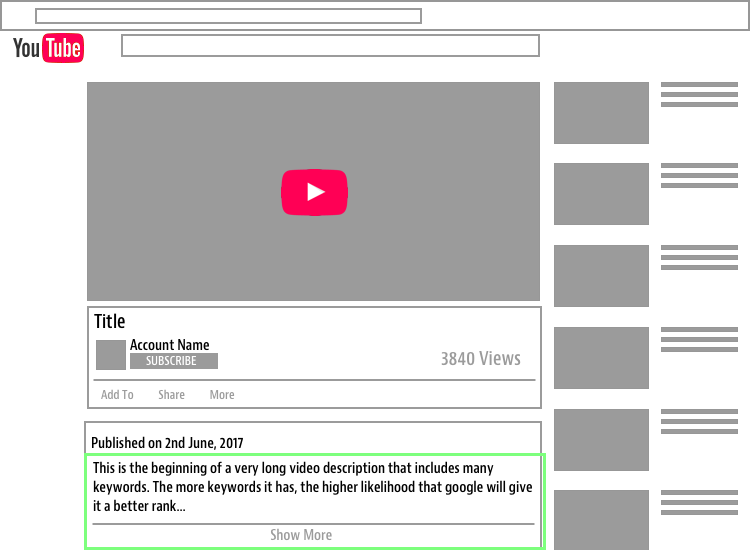 YouTube
Title
Account Name
SUBSCRIBE
3840 Views
Add To Share More
Published on 2nd June, 2017
This is the beginning of a very long video description that includes many
keywords. The more keywords it has, the higher likelihood that google will give
it a better rank...
Show More